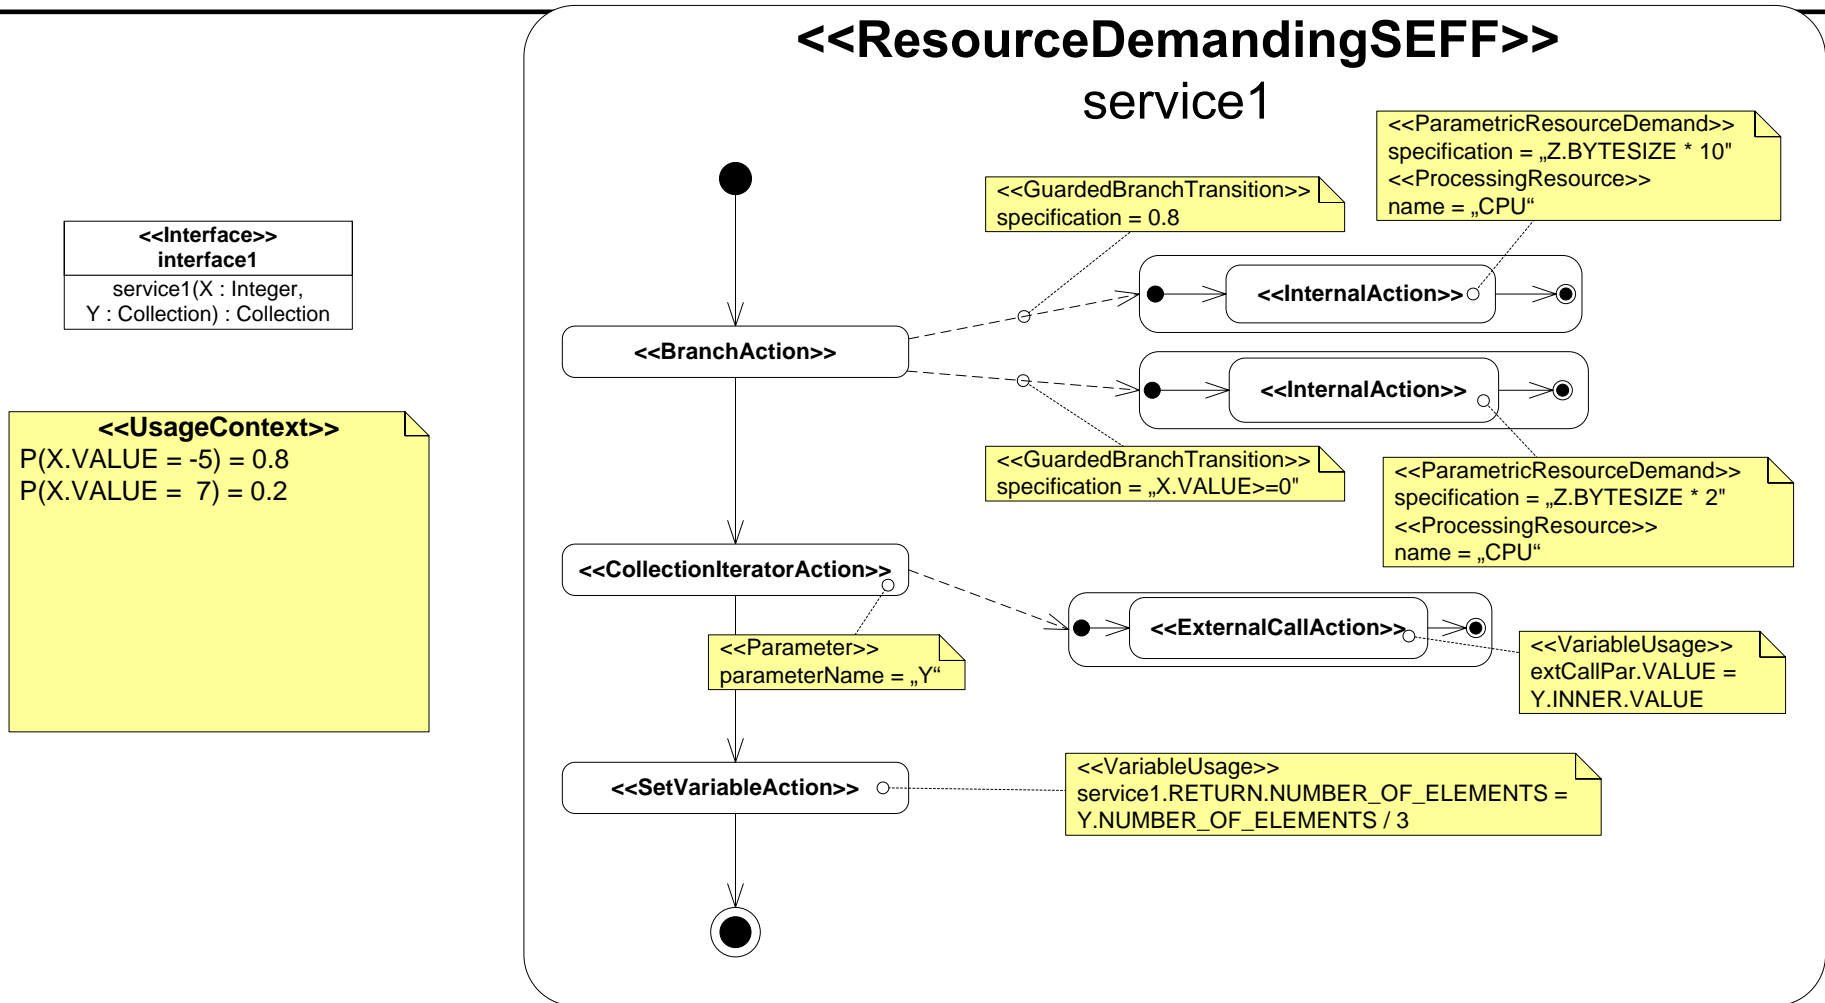 <<ResourceDemandingSEFF>>
service1
<<Interface>>
interface1
service1(X : Integer,
Y : Collection) : Collection
<<UsageContext>>
P(X.VALUE = -5) = 0.8
P(X.VALUE =  7) = 0.2
<<ParametricResourceDemand>>
specification = „Z.BYTESIZE * 10"
<<ProcessingResource>>
name = „CPU“
<<GuardedBranchTransition>>
specification = 0.8
<<InternalAction>>
<<BranchAction>>
<<InternalAction>>
<<GuardedBranchTransition>>
specification = „X.VALUE>=0"
<<ParametricResourceDemand>>
specification = „Z.BYTESIZE * 2"
<<ProcessingResource>>
name = „CPU“
<<CollectionIteratorAction>>
<<Parameter>>
parameterName = „Y“
<<ExternalCallAction>>
<<VariableUsage>>
extCallPar.VALUE =
Y.INNER.VALUE
<<SetVariableAction>>
<<VariableUsage>>
service1.RETURN.NUMBER_OF_ELEMENTS =
Y.NUMBER_OF_ELEMENTS / 3